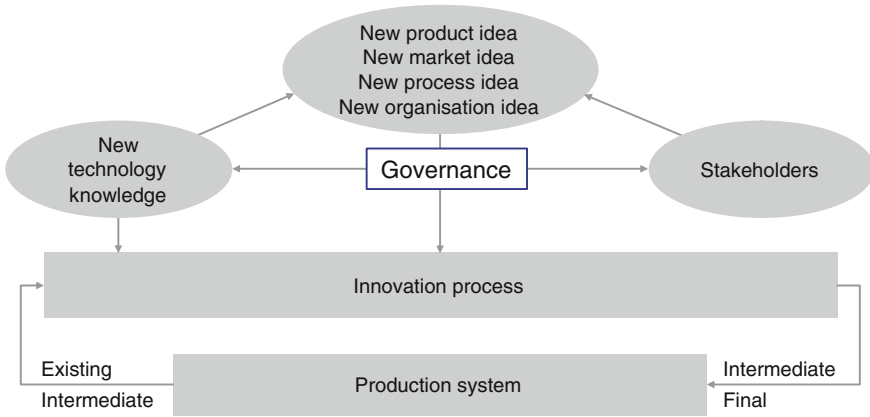 New product idea
New market idea
New process idea
New organisation idea
New
technology
knowledge
Governance
Stakeholders
Innovation process
Existing
Intermediate
Production system
Intermediate
Final